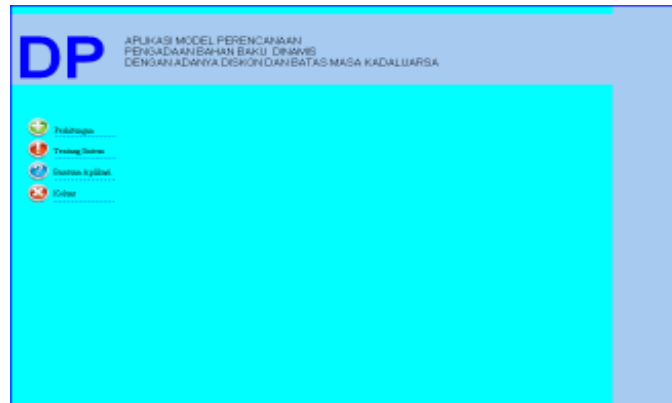 DP
APLIKASI MODEL PERENCANAAN
PENGADAAN BAHAN BAKU DINAMIS
DENGAN ADANYA DISKON DAN BATAS MASA KADALUARSA
Perhitungan
Tentang Sistem
Bantuan Aplikasi
Keluar